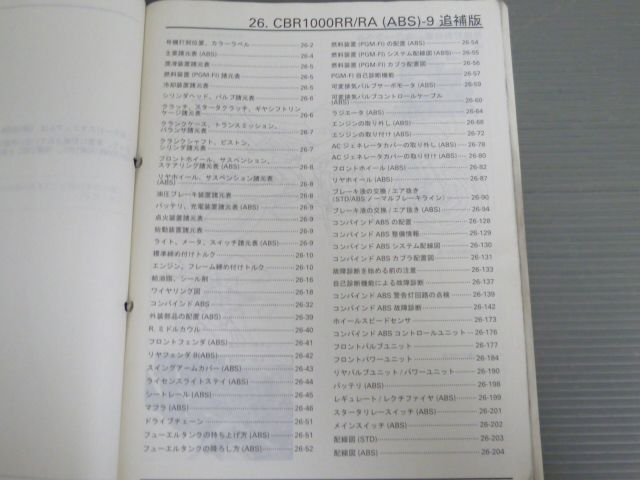 26. CBR1000RR/RA (ABS)-9 追補版
号機打刻位置、カラーラベル 26-2
主要諸元表 (ABS) 26-4
潤滑装置諸元表 26-5
燃料装置 (PGM-FI) 諸元表 26-5
冷却装置諸元表 26-5
シリンダヘッド、バルブ諸元表 26-6
クラッチ、スタータクラッチ、ギヤシフトリン
ケージ諸元表 26-6
クランクケース、トランスミッション、
バランサ諸元表 26-7
クランクシャフト、ピストン、
シリンダ諸元表 26-7
フロントホイール、サスペンション、
ステアリング諸元表 (ABS) 26-8
リヤホイール、サスペンション諸元表
(ABS) 26-8
油圧ブレーキ装置諸元表 26-8
バッテリ、充電装置諸元表 (ABS) 26-9
点火装置諸元表 26-9
始動装置諸元表 26-9
ライト、メータ、スイッチ諸元表 (ABS) 26-9
標準締め付けトルク 26-10
エンジン、フレーム締め付けトルク 26-10
給油脂、シール剤 26-16
ワイヤリング図 26-18
コンバインド ABS 26-32
外装部品の配置 (ABS) 26-39
R. ミドルカウル 26-40
フロントフェンダ (ABS) 26-41
リヤフェンダ B(ABS) 26-42
スイングアームカバー (ABS) 26-43
ライセンスライトステイ (ABS) 26-44
シートレール (ABS) 26-45
マフラ (ABS) 26-48
ドライブチェーン 26-51
フューエルタンクの持ち上げ方 (ABS) 26-51
フューエルタンクの降ろし方 (ABS) 26-52
燃料装置 (PGM-FI) の配置 (ABS) 26-54
燃料装置 (PGM-FI) システム配線図 (ABS) 26-55
燃料装置 (PGM-FI) カプラ配置図 26-56
PGM-FI 自己診断機能 26-57
可変排気バルブサーボモータ (ABS) 26-59
可変排気バルブコントロールケーブル
(ABS) 26-60
ラジエータ (ABS) 26-64
エンジンの取り外し (ABS) 26-68
エンジンの取り付け (ABS) 26-72
AC ジェネレータカバーの取り外し (ABS) 26-78
AC ジェネレータカバーの取り付け (ABS) 26-80
フロントホイール (ABS) 26-82
リヤホイール (ABS) 26-87
ブレーキ液の交換 / エア抜き
(STD/ABS ノーマルブレーキライン) 26-90
ブレーキ液の交換 / エア抜き (ABS) 26-94
コンバインド ABS の配置 26-128
コンバインド ABS 整備情報 26-129
コンバインド ABS システム配線図 26-130
コンバインド ABS カプラ配置図 26-131
故障診断を始める前の注意 26-133
自己診断機能による故障診断 26-137
コンバインド ABS 警告灯回路の点検 26-139
コンバインド ABS 故障診断 26-142
ホイールスピードセンサ 26-173
コンバインド ABS コントロールユニット 26-176
フロントバルブユニット 26-177
フロントパワーユニット 26-184
リヤバルブユニット / パワーユニット 26-190
バッテリ (ABS) 26-198
レギュレート / レクチファイヤ (ABS) 26-199
スタータリレースイッチ (ABS) 26-201
メインスイッチ (ABS) 26-202
配線図 (STD) 26-203
配線図 (ABS) 26-204